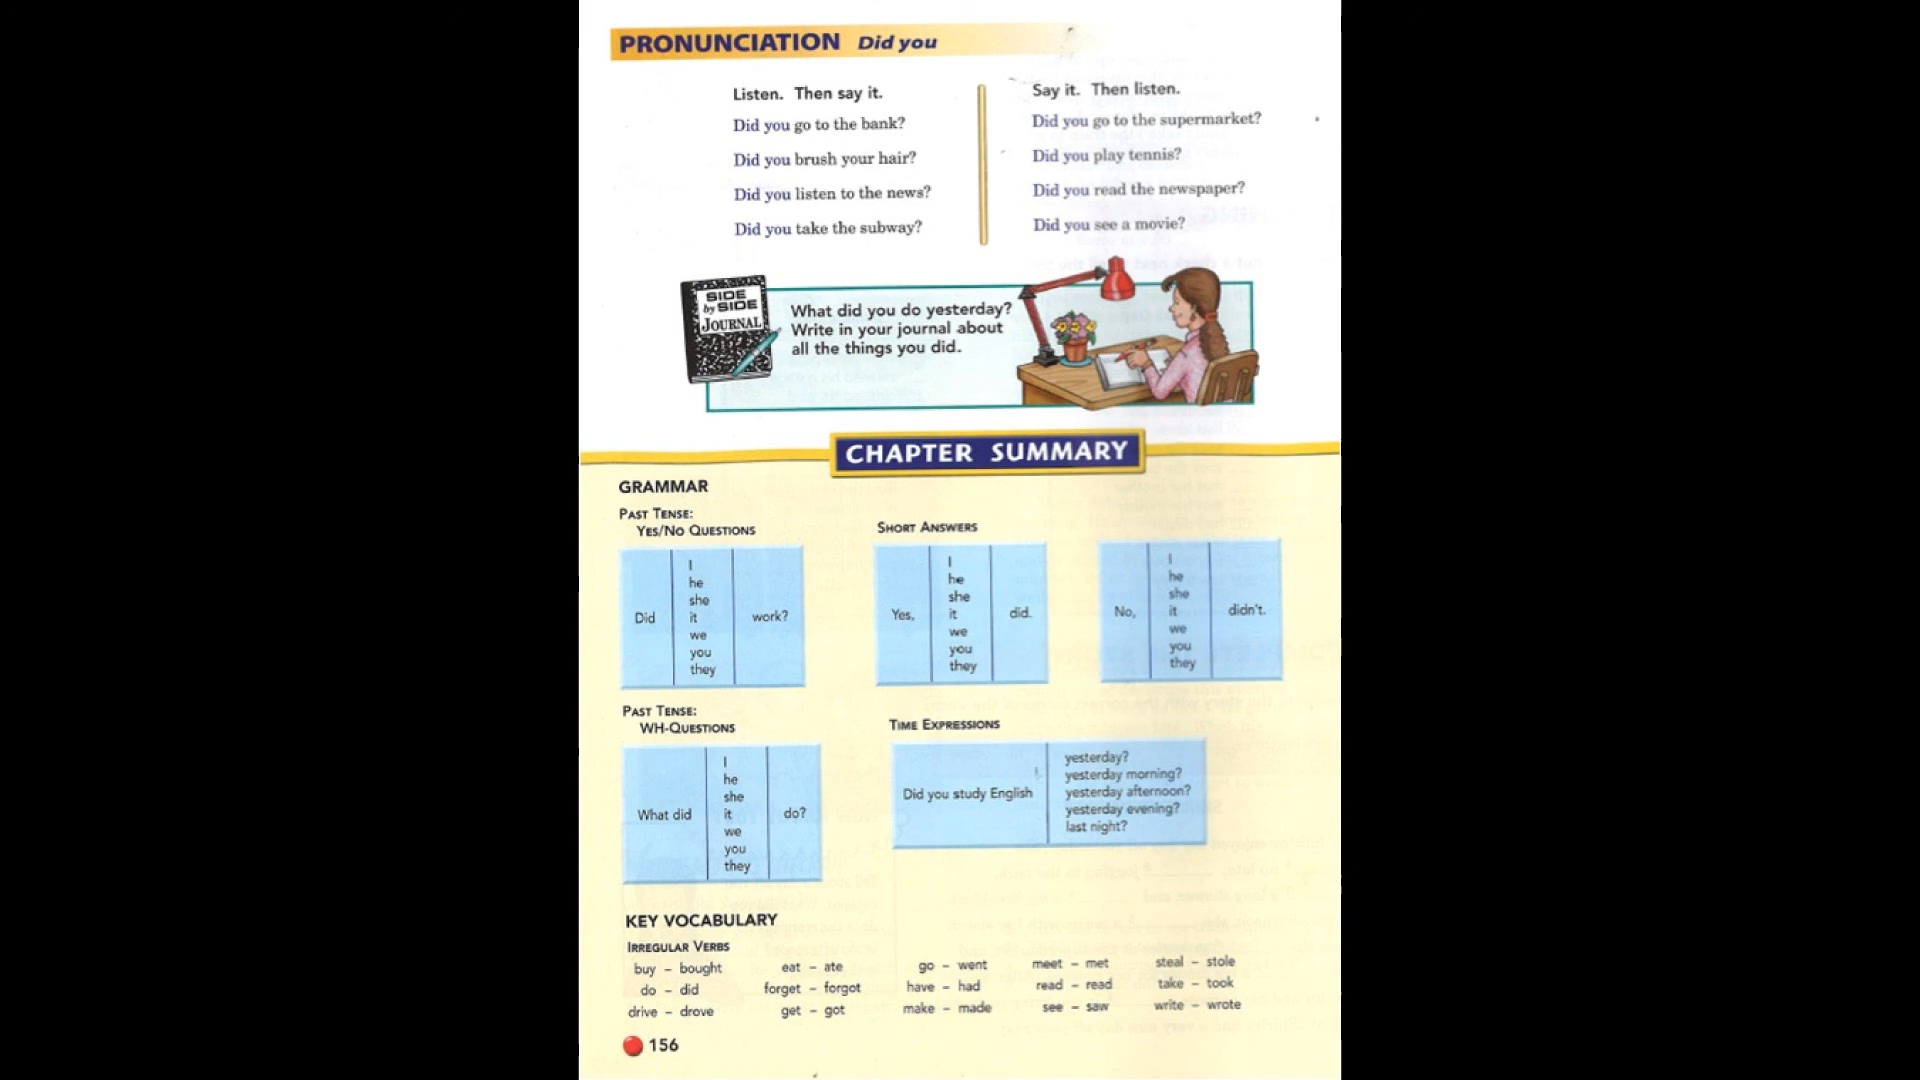 PRONUNCIATION Did you
Listen. Then say it.
Did you go to the bank?
Did you brush your hair?
Did you listen to the news?
Did you take the subway?
Say it. Then listen.
Did you go to the supermarket?
Did you play tennis?
Did you read the newspaper?
Did you see a movie?
SIDE
by SIDE
JOURNAL
What did you do yesterday?
Write in your journal about
all the things you did.
CHAPTER SUMMARY
GRAMMAR
PAST TENSE:
YES/NO QUESTIONS
Did
I
he
she
it
we
you
they
work?
SHORT ANSWERS
Yes,
I
he
she
it
we
you
they
did.
No,
I
he
she
it
we
you
they
didn't.
PAST TENSE:
WH-QUESTIONS
What did
I
he
she
it
we
you
they
do?
TIME EXPRESSIONS
Did you study English
yesterday?
yesterday morning?
yesterday afternoon?
yesterday evening?
last night?
KEY VOCABULARY
IRREGULAR VERBS
buy – bought
do – did
drive – drove
eat – ate
forget – forgot
get – got
go – went
have – had
make – made
meet – met
read – read
see – saw
steal – stole
take – took
write – wrote
156